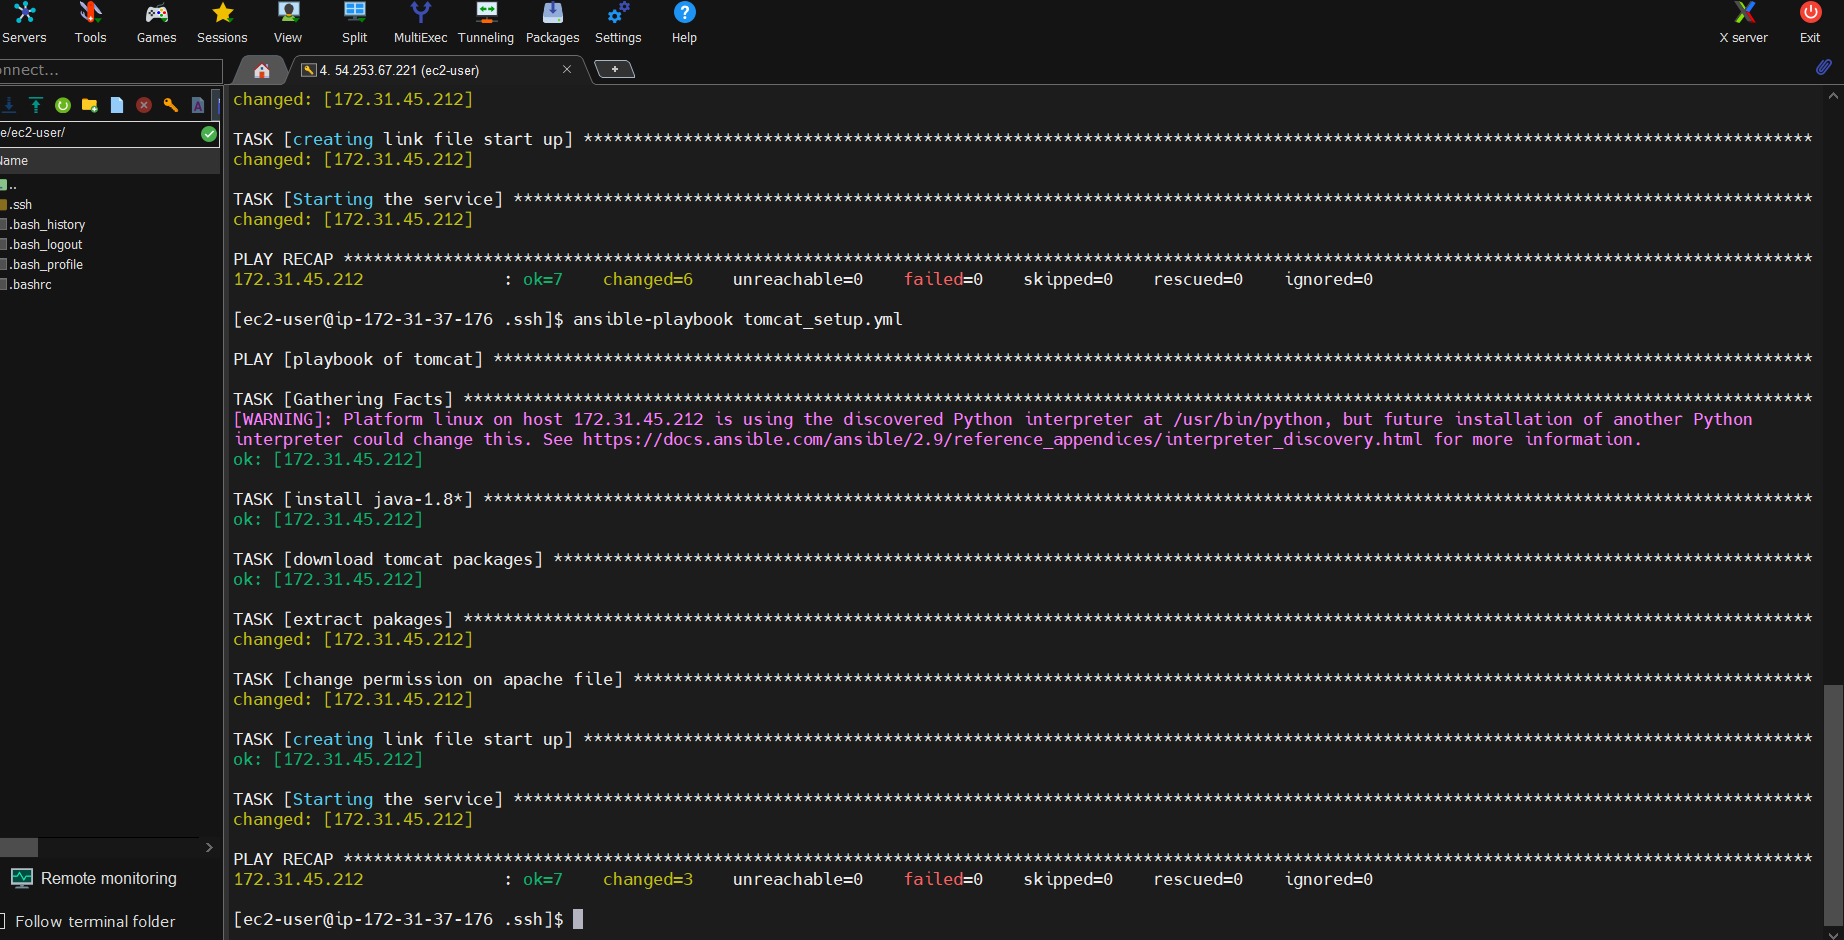 Servers Tools Games Sessions View Split MultiExec Tunneling Packages Settings Help X server Exit
onnect...
4. 54.253.67.221 (ec2-user)
e/ec2-user/
Name
..
.ssh
.bash_history
.bash_logout
.bash_profile
.bashrc
Remote monitoring
Follow terminal folder
changed: [172.31.45.212]
TASK [creating link file start up] ***************************************************************************************************************************
changed: [172.31.45.212]
TASK [Starting the service] **********************************************************************************************************************************
changed: [172.31.45.212]
PLAY RECAP ***************************************************************************************************************************************************
172.31.45.212              : ok=7    changed=6    unreachable=0    failed=0    skipped=0    rescued=0    ignored=0
[ec2-user@ip-172-31-37-176 .ssh]$ ansible-playbook tomcat_setup.yml
PLAY [playbook of tomcat] ************************************************************************************************************************************
TASK [Gathering Facts] ***************************************************************************************************************************************
[WARNING]: Platform linux on host 172.31.45.212 is using the discovered Python interpreter at /usr/bin/python, but future installation of another Python
interpreter could change this. See https://docs.ansible.com/ansible/2.9/reference_appendices/interpreter_discovery.html for more information.
ok: [172.31.45.212]
TASK [install java-1.8*] *************************************************************************************************************************************
ok: [172.31.45.212]
TASK [download tomcat packages] ******************************************************************************************************************************
ok: [172.31.45.212]
TASK [extract pakages] ***************************************************************************************************************************************
changed: [172.31.45.212]
TASK [change permission on apache file] **********************************************************************************************************************
changed: [172.31.45.212]
TASK [creating link file start up] ***************************************************************************************************************************
ok: [172.31.45.212]
TASK [Starting the service] **********************************************************************************************************************************
changed: [172.31.45.212]
PLAY RECAP ***************************************************************************************************************************************************
172.31.45.212              : ok=7    changed=3    unreachable=0    failed=0    skipped=0    rescued=0    ignored=0
[ec2-user@ip-172-31-37-176 .ssh]$